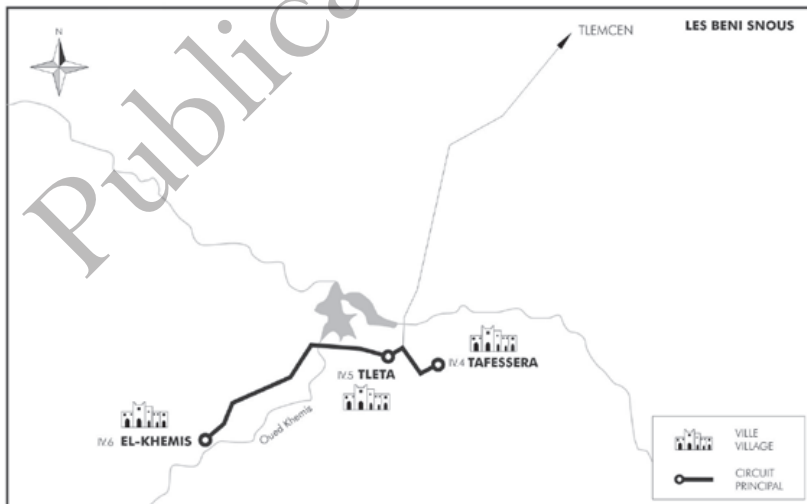 LES BENI SNOUS
N
TLEMCEN
IV.4 TAFESSERA
IV.5 TLETA
IV.6 EL-KHEMIS
Oued Khemis
VILLE
VILLAGE
CIRCUIT
PRINCIPAL
Publica